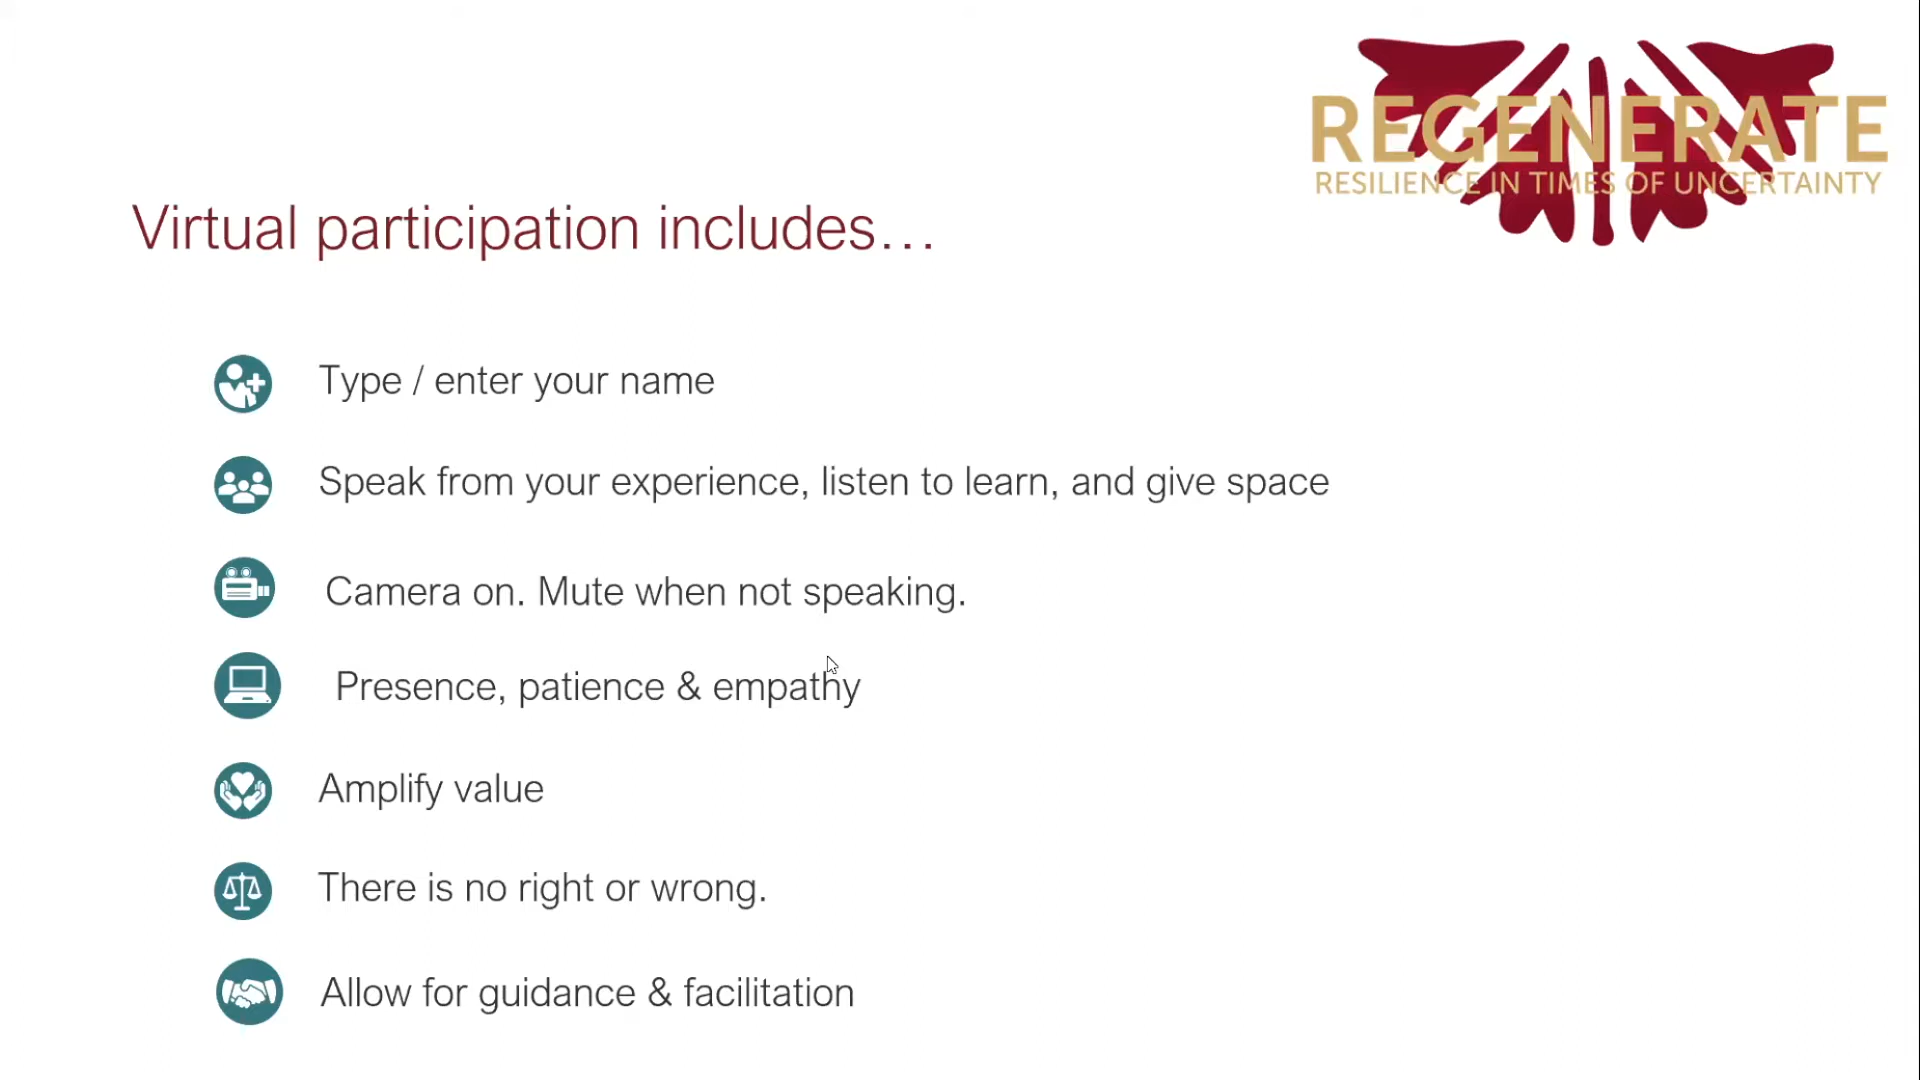 REGENERATE
RESILIENCE IN TIMES OF UNCERTAINTY
Virtual participation includes...
Type / enter your name
Speak from your experience, listen to learn, and give space
Camera on. Mute when not speaking.
Presence, patience & empathy
Amplify value
There is no right or wrong.
Allow for guidance & facilitation